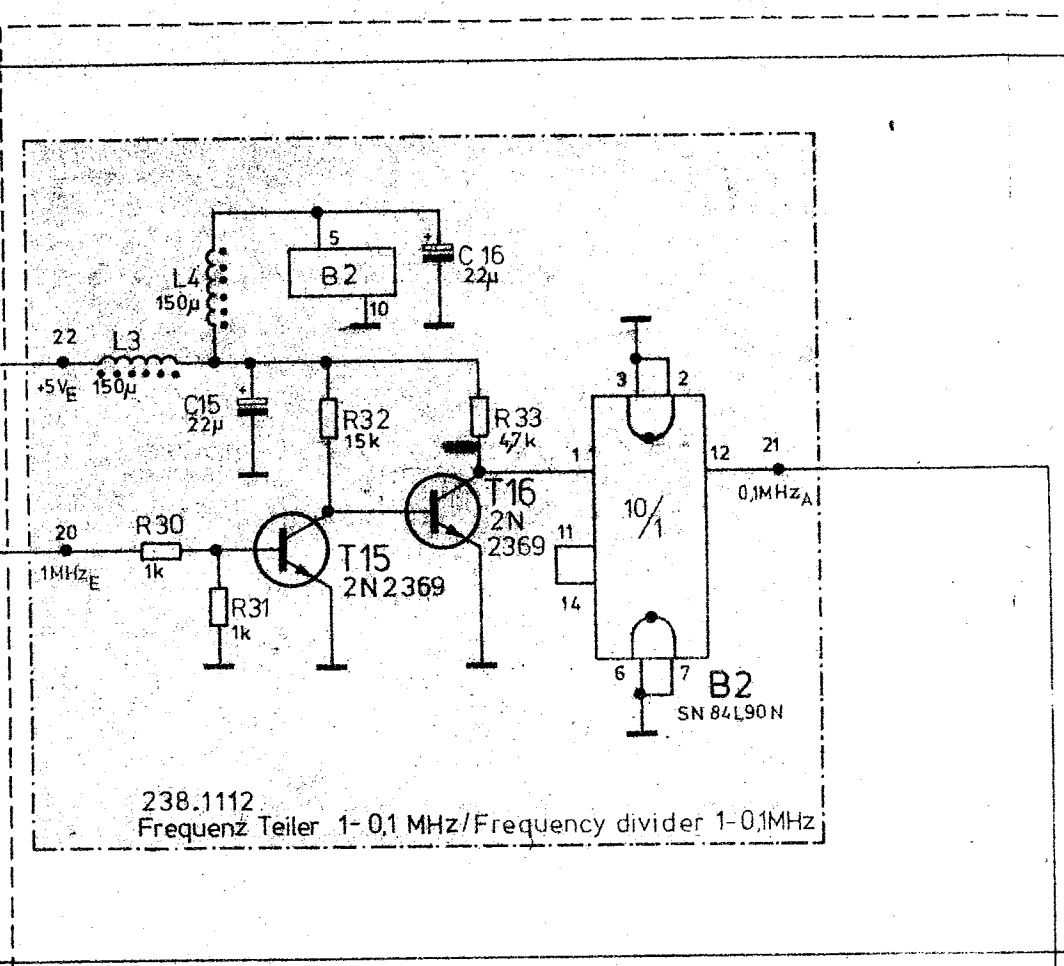 5
B2
10
C 16
22µ
L4
150µ
22
L3
+5VE
150µ
C15
22µ
R32
15k
R33
4,7k
3
2
1
12
21
0,1MHzA
T16
2N
2369
10/1
11
14
20
1MHzE
R30
1k
T15
2N2369
R31
1k
6
7
B2
SN 84L90N
238.1112
Frequenz Teiler 1-0,1 MHz/Frequency divider 1-0,1MHz